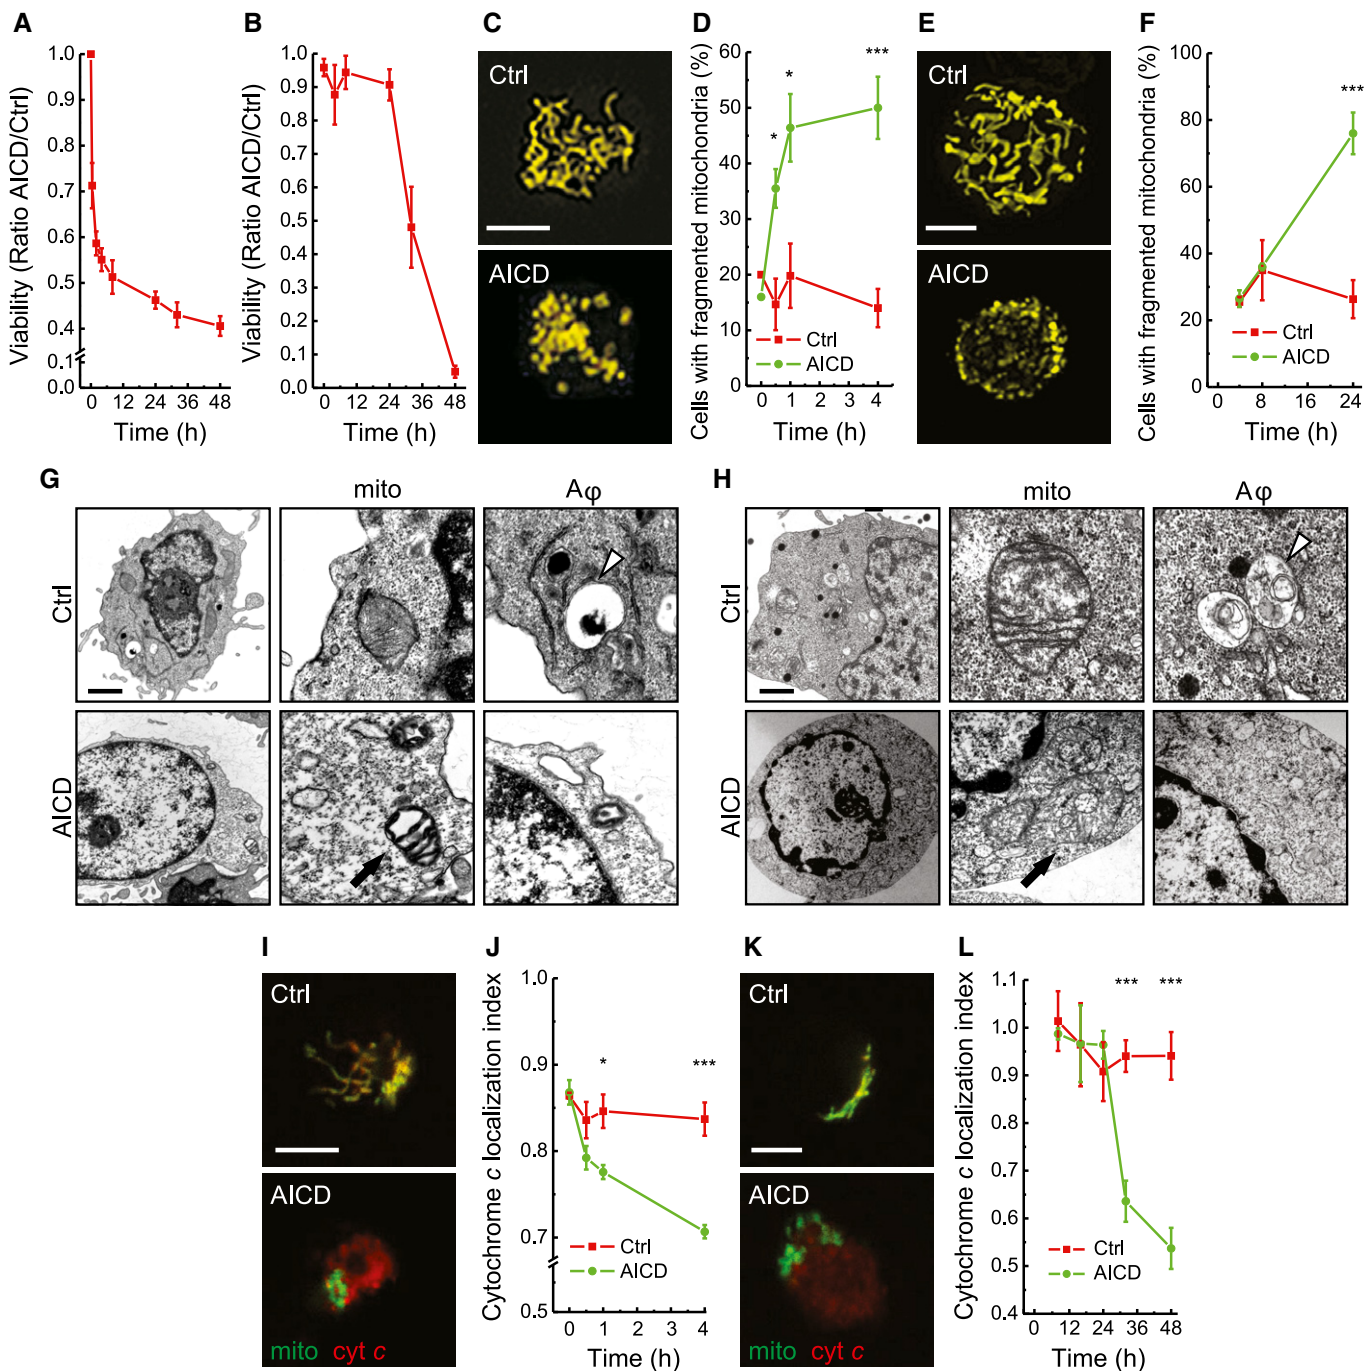 A
Viability (Ratio AICD/Ctrl)
1.0
0.9
0.8
0.7
0.6
0.5
0.4
0.1
0.0
0 12 24 36 48
Time (h)
B
Viability (Ratio AICD/Ctrl)
1.0
0.9
0.8
0.7
0.6
0.5
0.4
0.3
0.2
0.1
0.0
0 12 24 36 48
Time (h)
C
Ctrl
AICD
D
Cells with fragmented mitochondria (%)
60
50
40
30
20
10
0
* * ***
Ctrl
AICD
0 1 2 3 4
Time (h)
E
Ctrl
AICD
F
Cells with fragmented mitochondria (%)
100
80
60
40
20
0
***
Ctrl
AICD
0 8 16 24
Time (h)
G
mito Aφ
Ctrl
AICD
H
mito Aφ
Ctrl
AICD
I
Ctrl
AICD
mito cyt c
J
Cytochrome c localization index
1.0
0.9
0.8
0.7
0.5
* ***
Ctrl
AICD
0 1 2 3 4
Time (h)
K
Ctrl
AICD
mito cyt c
L
Cytochrome c localization index
1.1
1.0
0.9
0.8
0.7
0.6
0.5
0.4
*** ***
Ctrl
AICD
0 12 24 36 48
Time (h)